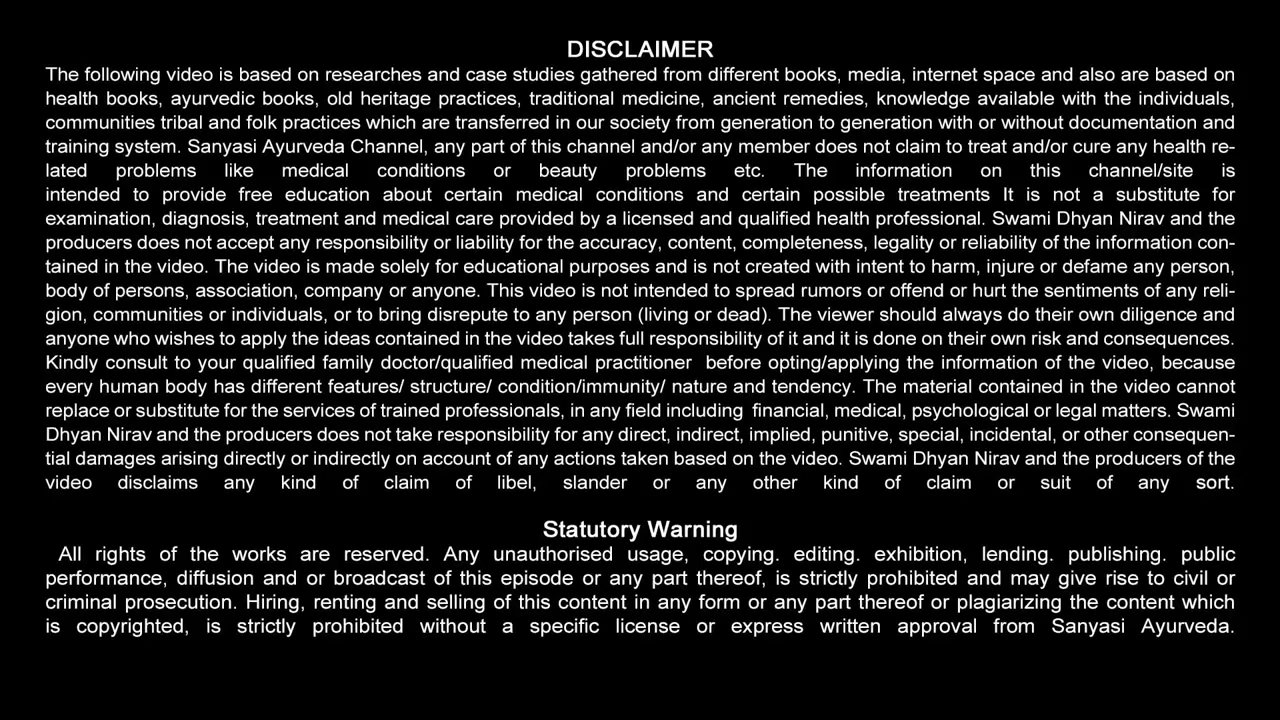 DISCLAIMER
The following video is based on researches and case studies gathered from different books, media, internet space and also are based on
health books, ayurvedic books, old heritage practices, traditional medicine, ancient remedies, knowledge available with the individuals,
communities tribal and folk practices which are transferred in our society from generation to generation with or without documentation and
training system. Sanyasi Ayurveda Channel, any part of this channel and/or any member does not claim to treat and/or cure any health re-
lated problems like medical conditions or beauty problems etc. The information on this channel/site is
intended to provide free education about certain medical conditions and certain possible treatments It is not a substitute for
examination, diagnosis, treatment and medical care provided by a licensed and qualified health professional. Swami Dhyan Nirav and the
producers does not accept any responsibility or liability for the accuracy, content, completeness, legality or reliability of the information con-
tained in the video. The video is made solely for educational purposes and is not created with intent to harm, injure or defame any person,
body of persons, association, company or anyone. This video is not intended to spread rumors or offend or hurt the sentiments of any reli-
gion, communities or individuals, or to bring disrepute to any person (living or dead). The viewer should always do their own diligence and
anyone who wishes to apply the ideas contained in the video takes full responsibility of it and it is done on their own risk and consequences.
Kindly consult to your qualified family doctor/qualified medical practitioner before opting/applying the information of the video, because
every human body has different features/ structure/ condition/immunity/ nature and tendency. The material contained in the video cannot
replace or substitute for the services of trained professionals, in any field including financial, medical, psychological or legal matters. Swami
Dhyan Nirav and the producers does not take responsibility for any direct, indirect, implied, punitive, special, incidental, or other consequen-
tial damages arising directly or indirectly on account of any actions taken based on the video. Swami Dhyan Nirav and the producers of the
video disclaims any kind of claim of libel, slander or any other kind of claim or suit of any sort.
Statutory Warning
All rights of the works are reserved. Any unauthorised usage, copying. editing. exhibition, lending. publishing. public
performance, diffusion and or broadcast of this episode or any part thereof, is strictly prohibited and may give rise to civil or
criminal prosecution. Hiring, renting and selling of this content in any form or any part thereof or plagiarizing the content which
is copyrighted, is strictly prohibited without a specific license or express written approval from Sanyasi Ayurveda.